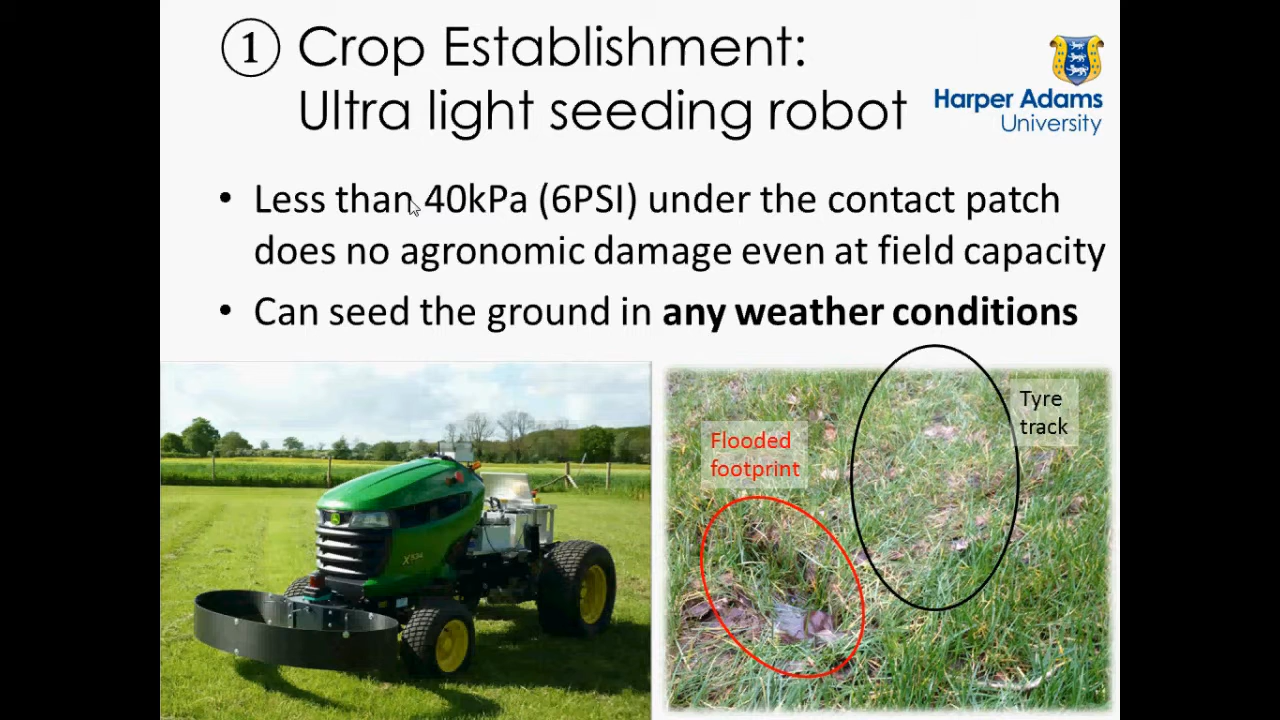 ① Crop Establishment:
Ultra light seeding robot
Harper Adams
University
• Less than 40kPa (6PSI) under the contact patch
does no agronomic damage even at field capacity
• Can seed the ground in any weather conditions
Flooded
footprint
Tyre
track